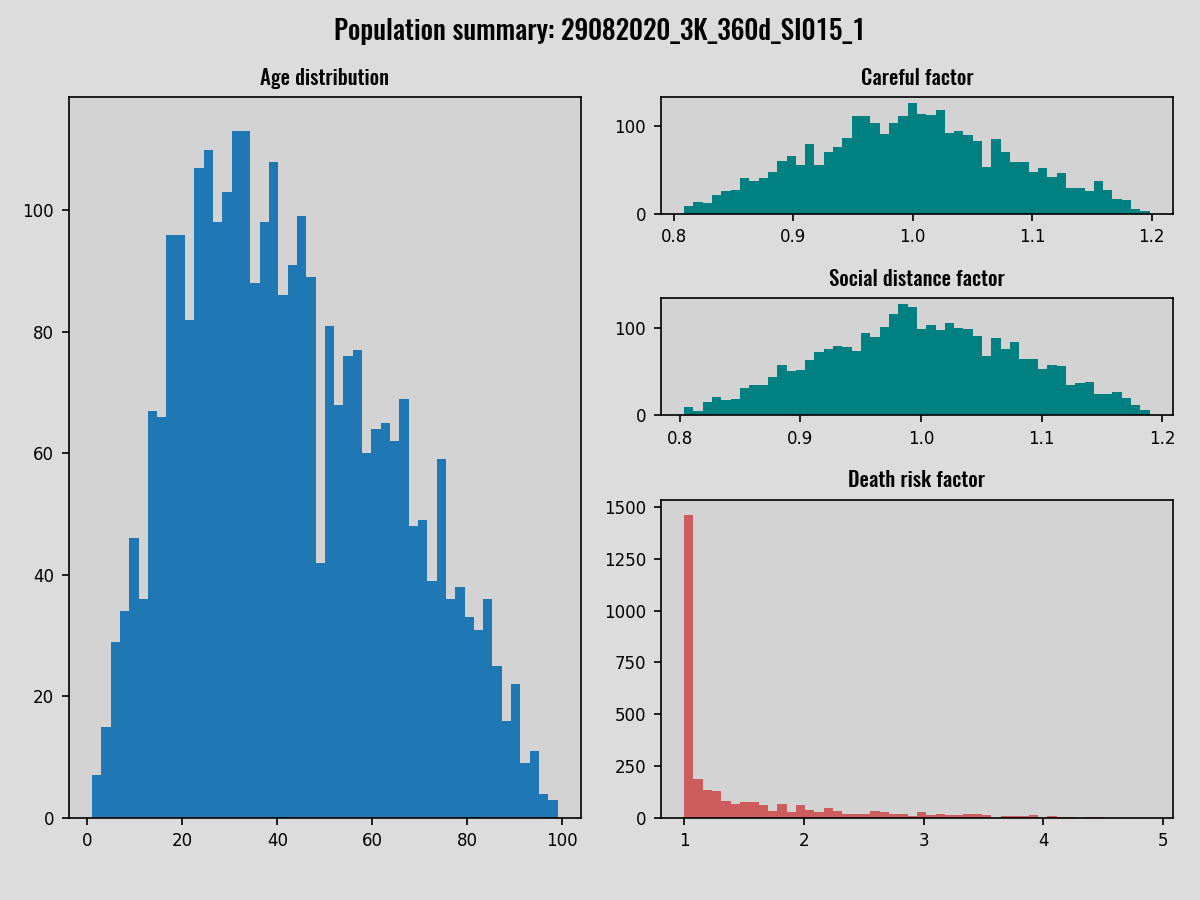 Population summary: 29082020_3K_360d_SI015_1
Age distribution
100
80
60
40
20
0
0 20 40 60 80 100
Careful factor
100
0
0.8 0.9 1.0 1.1 1.2
Social distance factor
100
0
0.8 0.9 1.0 1.1 1.2
Death risk factor
1500
1250
1000
750
500
250
0
1 2 3 4 5